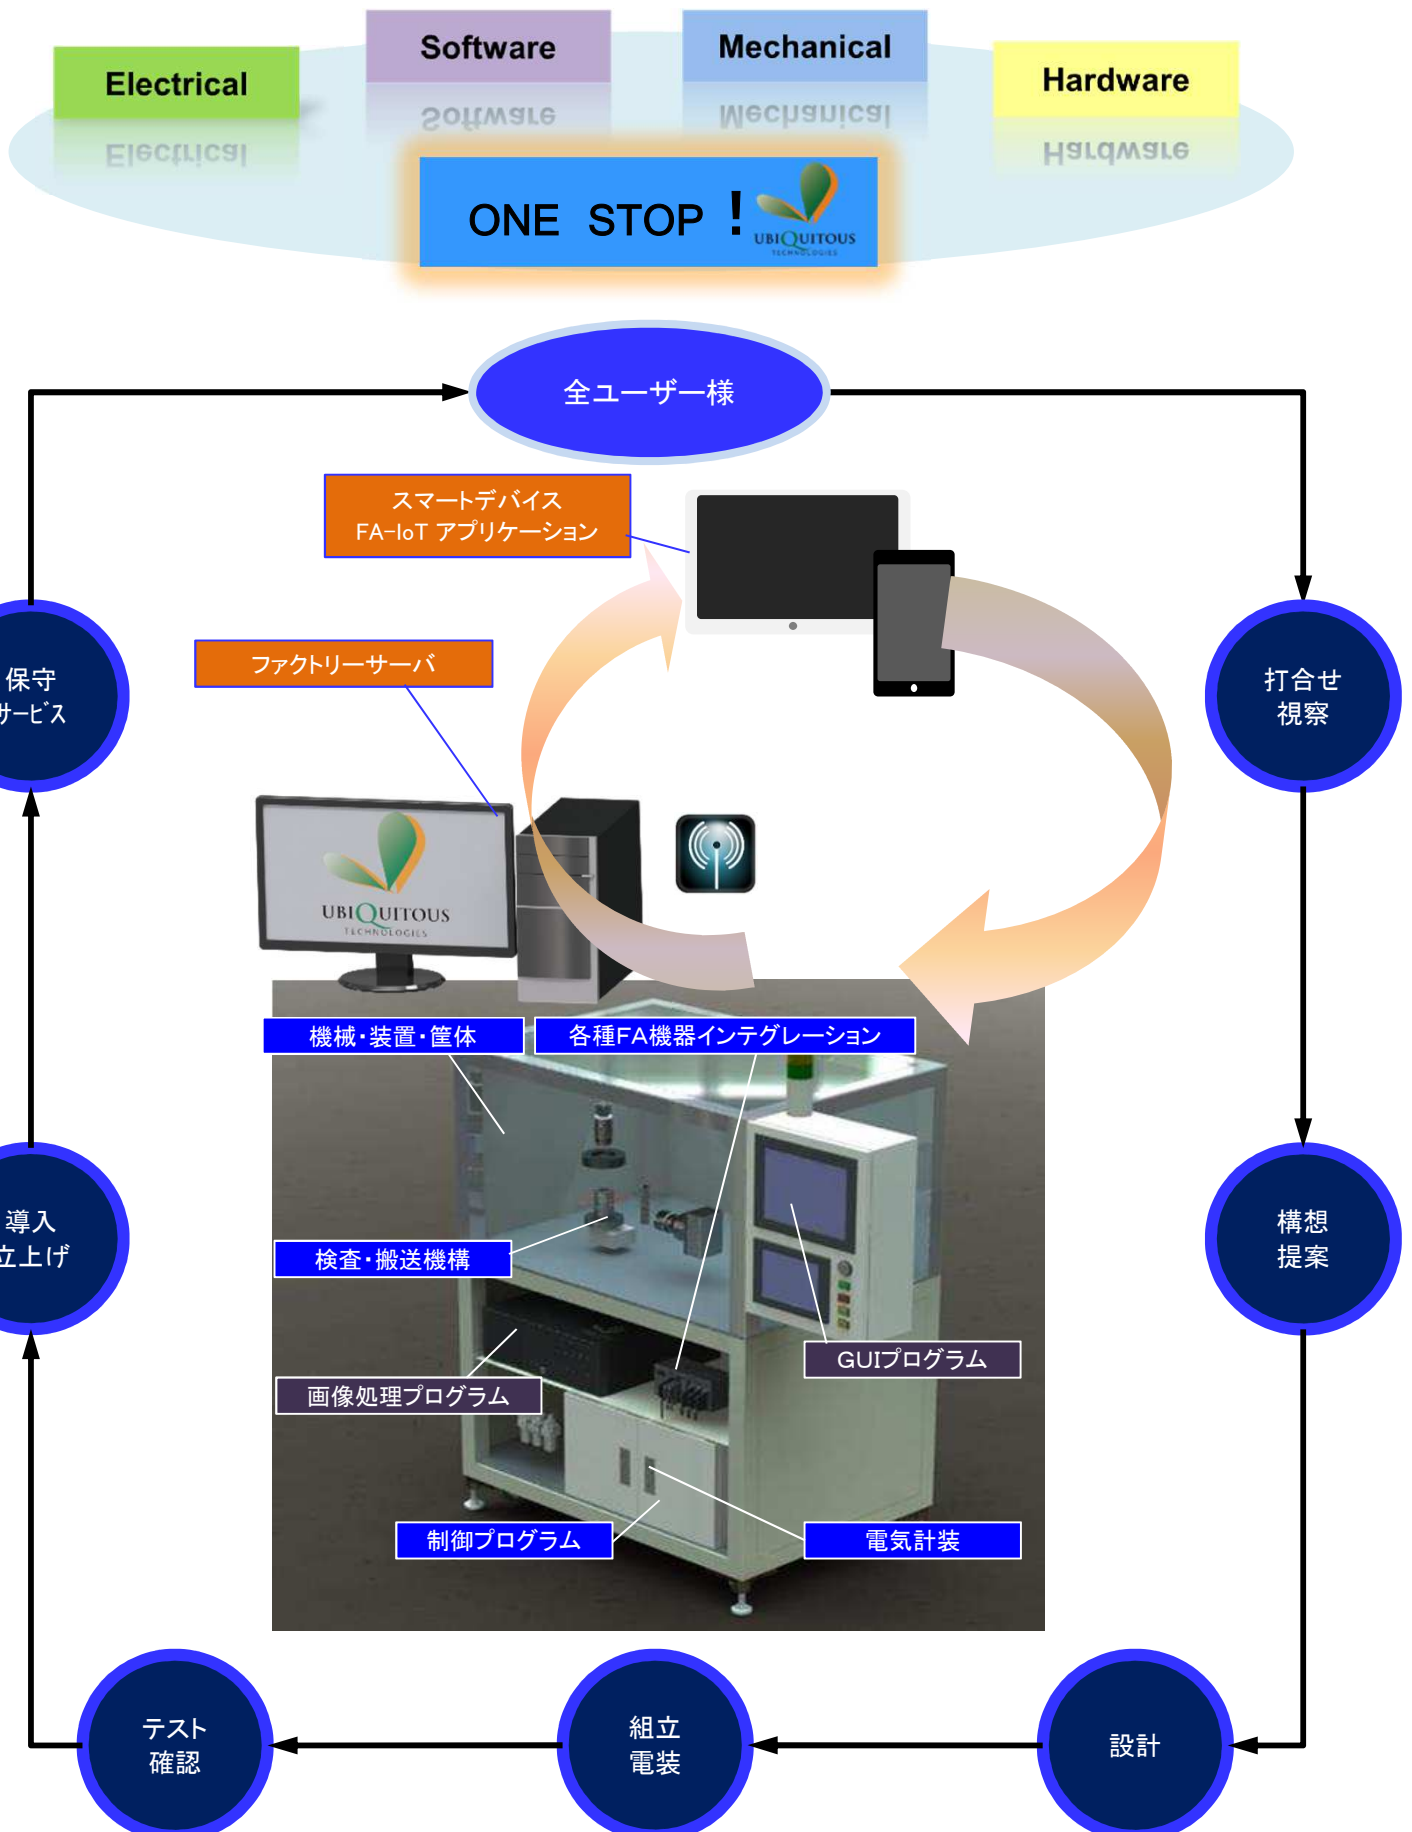 Electrical
Software
Mechanical
Hardware
ONE STOP !
UBIQUITOUS
TECHNOLOGIES
全ユーザー様
スマートデバイス
FA-IoT アプリケーション
ファクトリーサーバ
保守
サービス
打合せ
視察
UBIQUITOUS
TECHNOLOGIES
機械・装置・筐体
各種FA機器インテグレーション
導入
立上げ
構想
提案
検査・搬送機構
GUIプログラム
画像処理プログラム
制御プログラム
電気計装
テスト
確認
組立
電装
設計